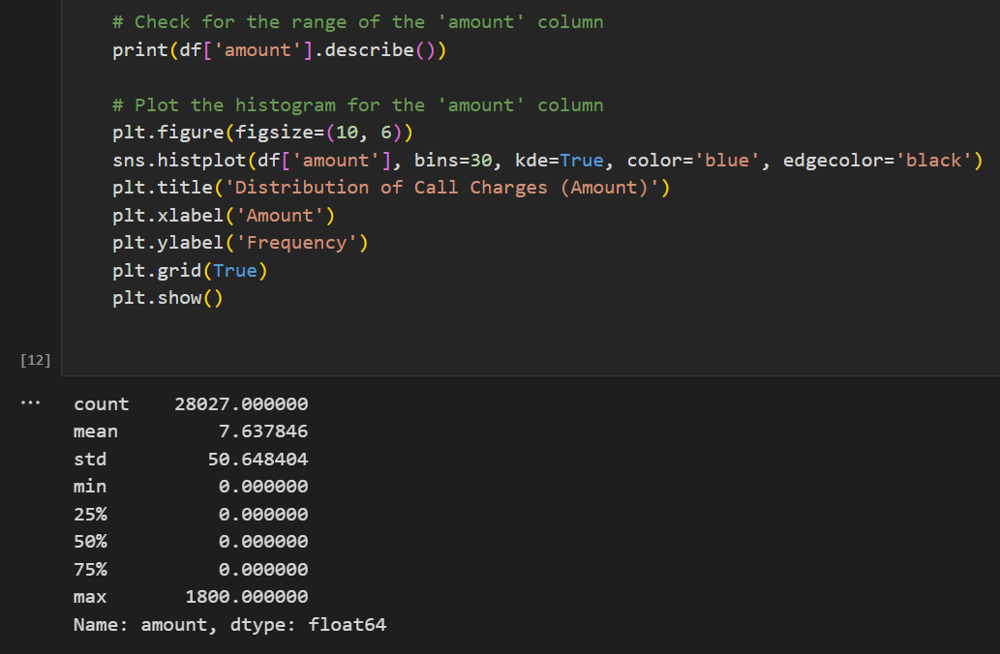 # Check for the range of the 'amount' column
print(df['amount'].describe())
# Plot the histogram for the 'amount' column
plt.figure(figsize=(10, 6))
sns.histplot(df['amount'], bins=30, kde=True, color='blue', edgecolor='black')
plt.title('Distribution of Call Charges (Amount)')
plt.xlabel('Amount')
plt.ylabel('Frequency')
plt.grid(True)
plt.show()
[12]
... count 28027.000000
mean 7.637846
std 50.648404
min 0.000000
25% 0.000000
50% 0.000000
75% 0.000000
max 1800.000000
Name: amount, dtype: float64